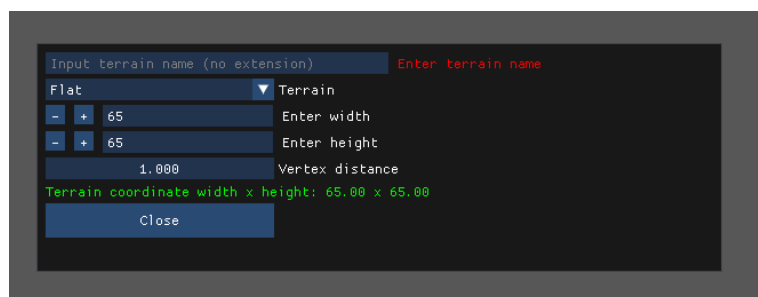 Input terrain name (no extension) Enter terrain name
Flat Terrain
- + 65 Enter width
- + 65 Enter height
1.000 Vertex distance
Terrain coordinate width x height: 65.00 x 65.00
Close